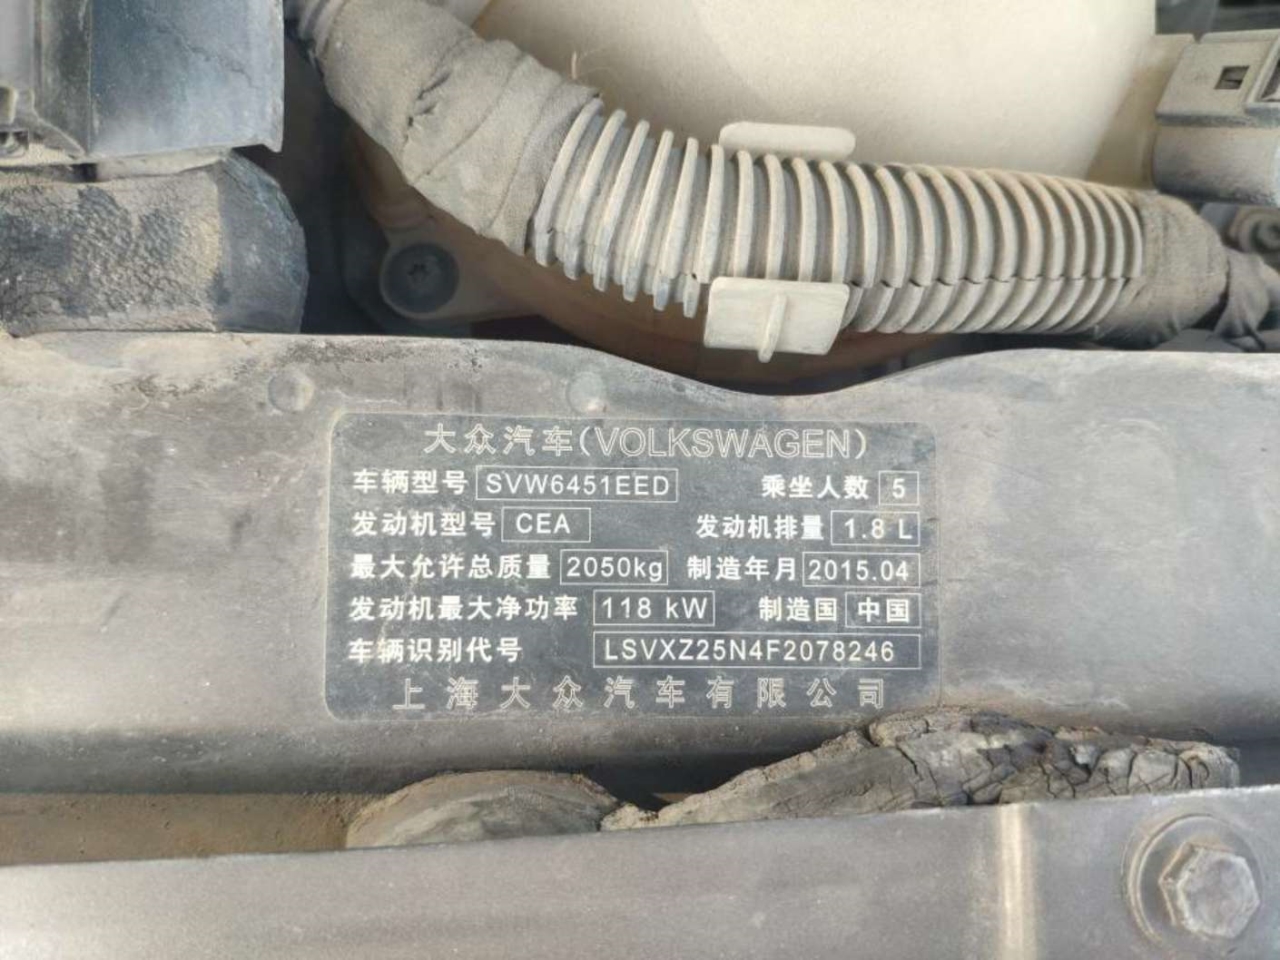 大众汽车(VOLKSWAGEN)
车辆型号 SVW6451EED 乘坐人数 5
发动机型号 CEA 发动机排量 1.8 L
最大允许总质量 2050kg 制造年月 2015.04
发动机最大净功率 118 kW 制造国 中国
车辆识别代号 LSVXZ25N4F2078246
上海大众汽车有限公司